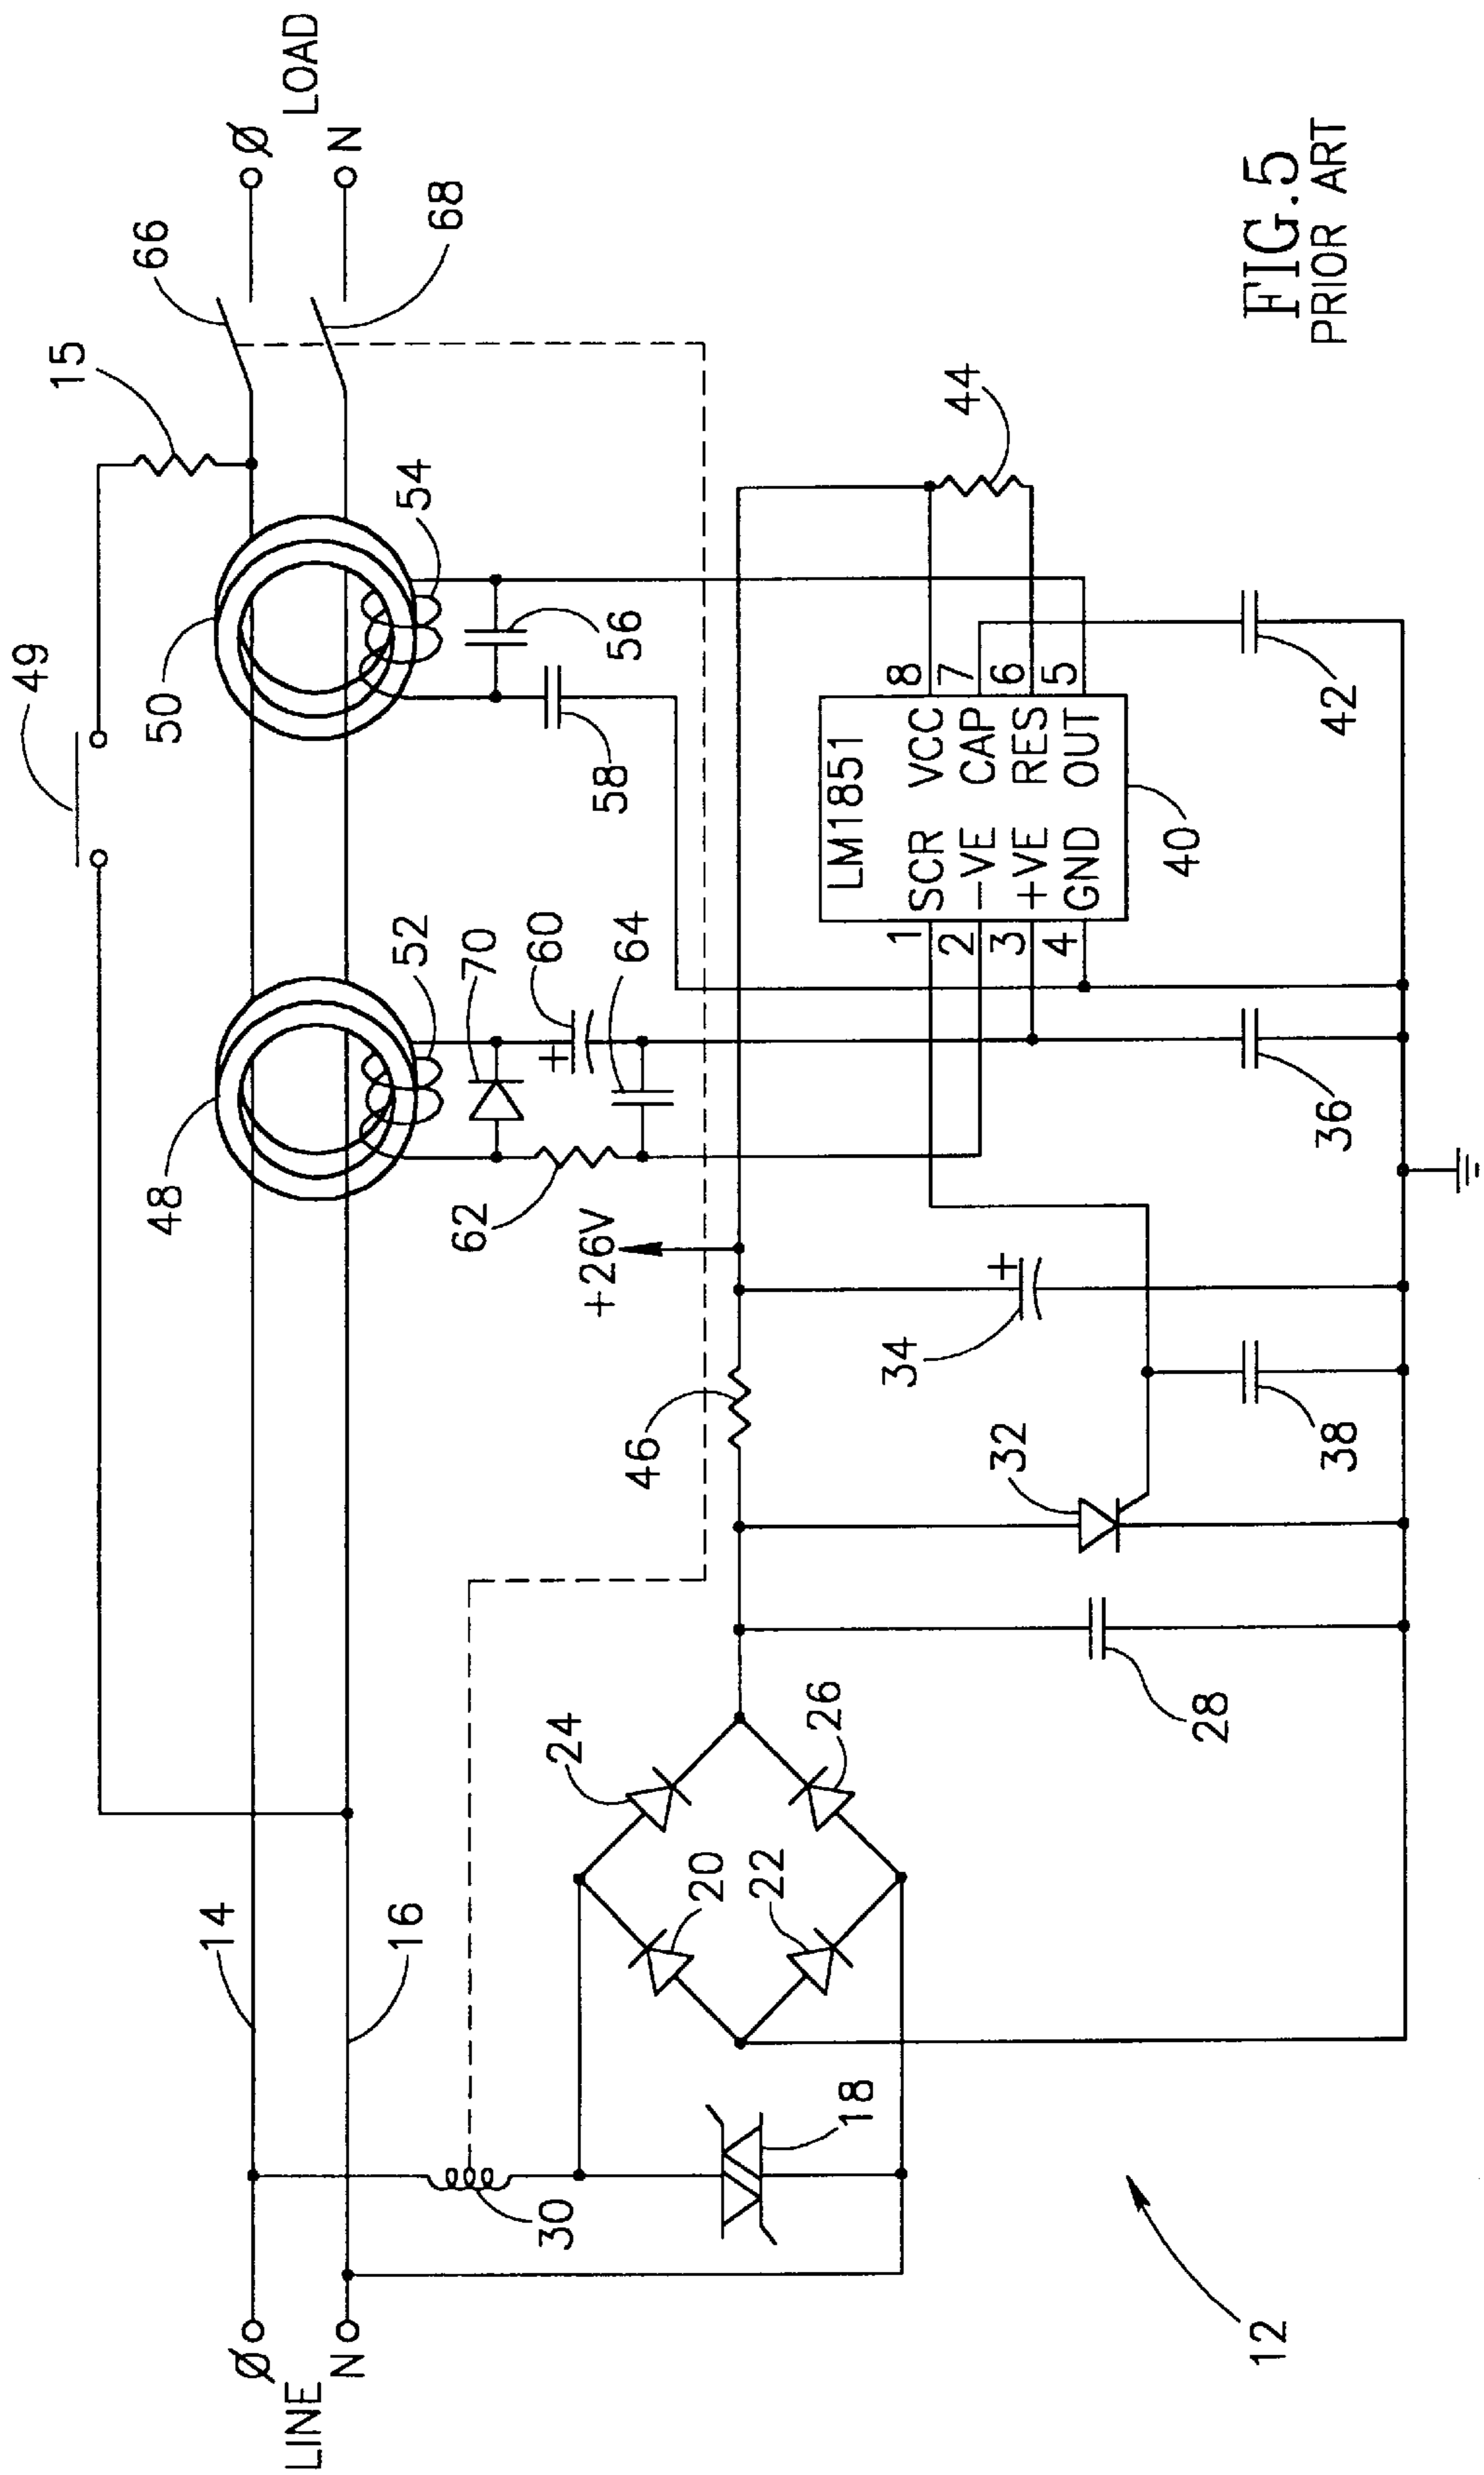 49
15
66
Ø
LOAD
N
68
50
54
56
58
48
52
70
60
64
62
14
16
Ø
LINE
N
30
18
20
22
24
26
28
46
+26V
+
+
32
34
36
38
LM1851
1 SCR VCC 8
2 -VE CAP 7
3 +VE RES 6
4 GND OUT 5
40
42
44
12
FIG.5
PRIOR ART